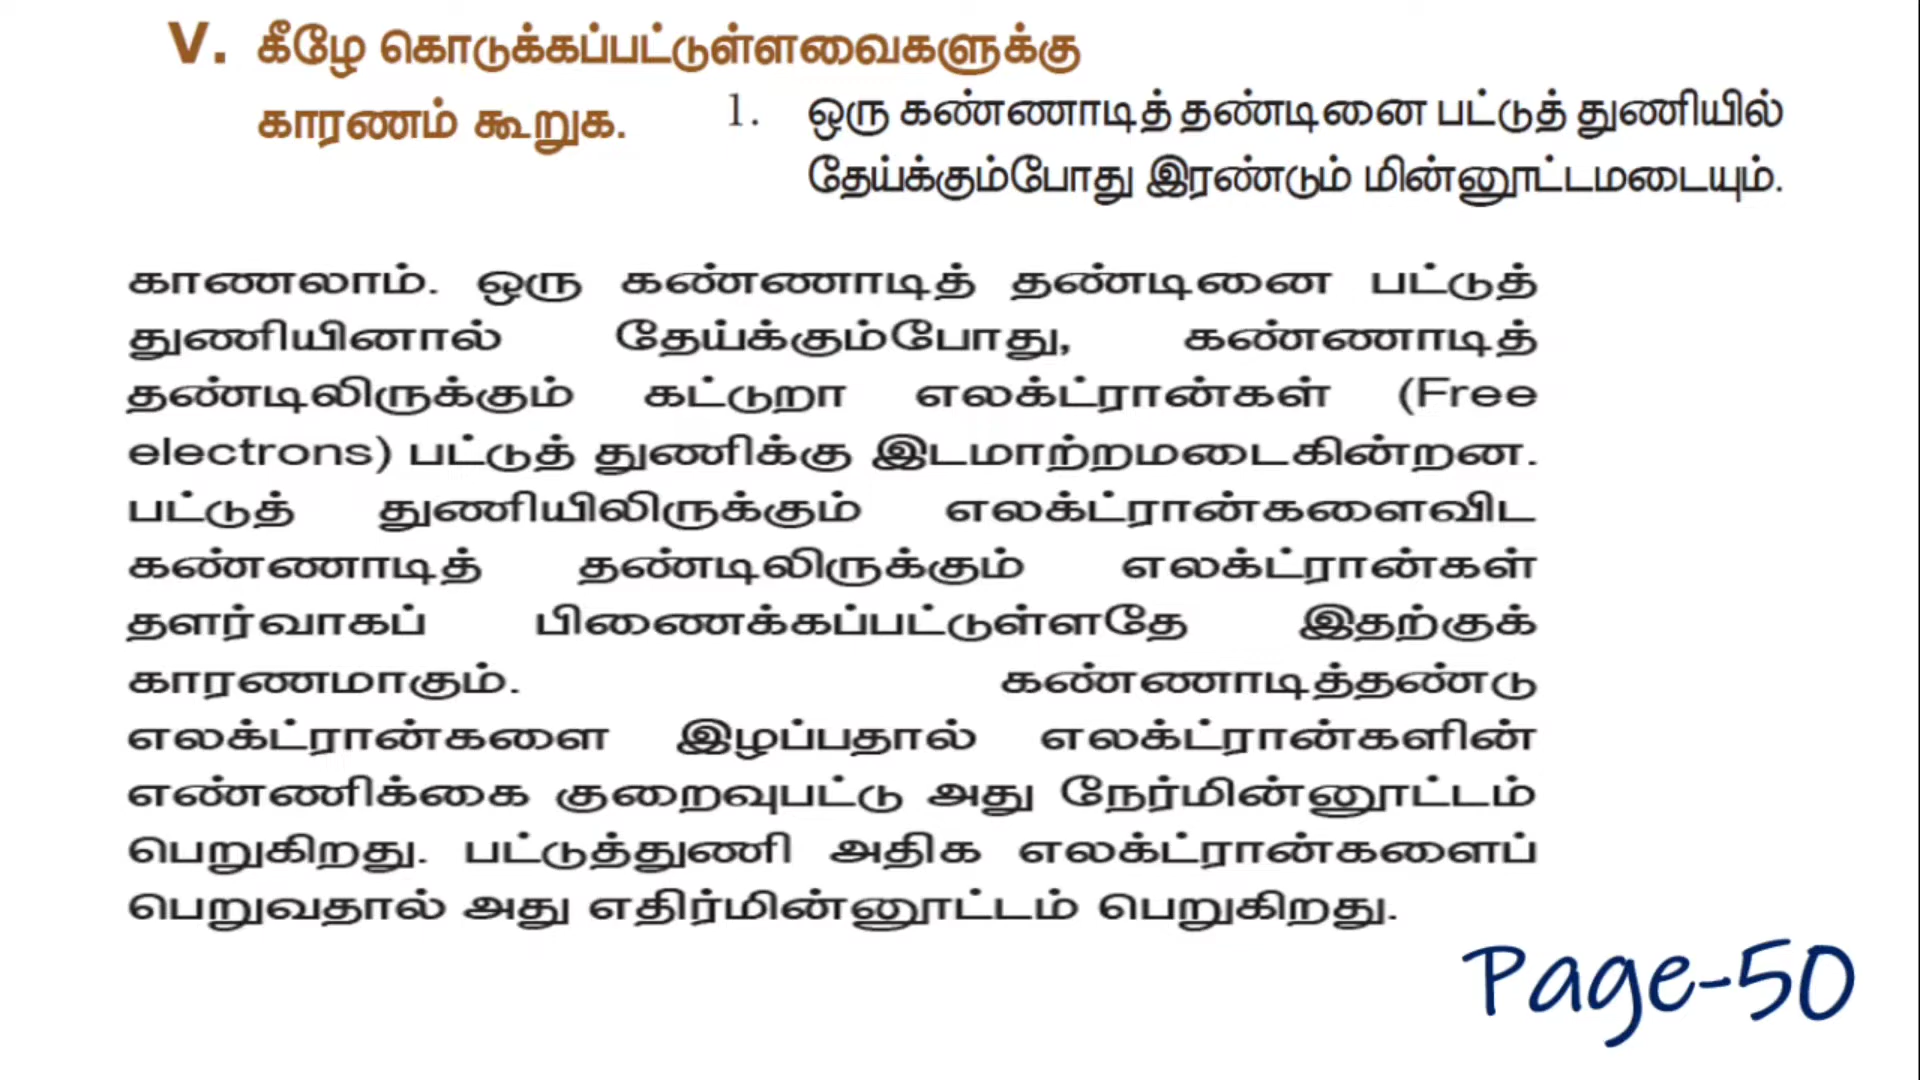 V. கீழே கொடுக்கப்பட்டுள்ளவைகளுக்கு
காரணம் கூறுக.
1. ஒரு கண்ணாடித் தண்டினை பட்டுத் துணியில்
தேய்க்கும்போது இரண்டும் மின்னூட்டமடையும்.
காணலாம். ஒரு கண்ணாடித் தண்டினை பட்டுத்
துணியினால் தேய்க்கும்போது, கண்ணாடித்
தண்டிலிருக்கும் கட்டுறா எலக்ட்ரான்கள் (Free
electrons) பட்டுத் துணிக்கு இடமாற்றமடைகின்றன.
பட்டுத் துணியிலிருக்கும் எலக்ட்ரான்களைவிட
கண்ணாடித் தண்டிலிருக்கும் எலக்ட்ரான்கள்
தளர்வாகப் பிணைக்கப்பட்டுள்ளதே இதற்குக்
காரணமாகும். கண்ணாடித்தண்டு
எலக்ட்ரான்களை இழப்பதால் எலக்ட்ரான்களின்
எண்ணிக்கை குறைவுபட்டு அது நேர்மின்னூட்டம்
பெறுகிறது. பட்டுத்துணி அதிக எலக்ட்ரான்களைப்
பெறுவதால் அது எதிர்மின்னூட்டம் பெறுகிறது.
Page-50